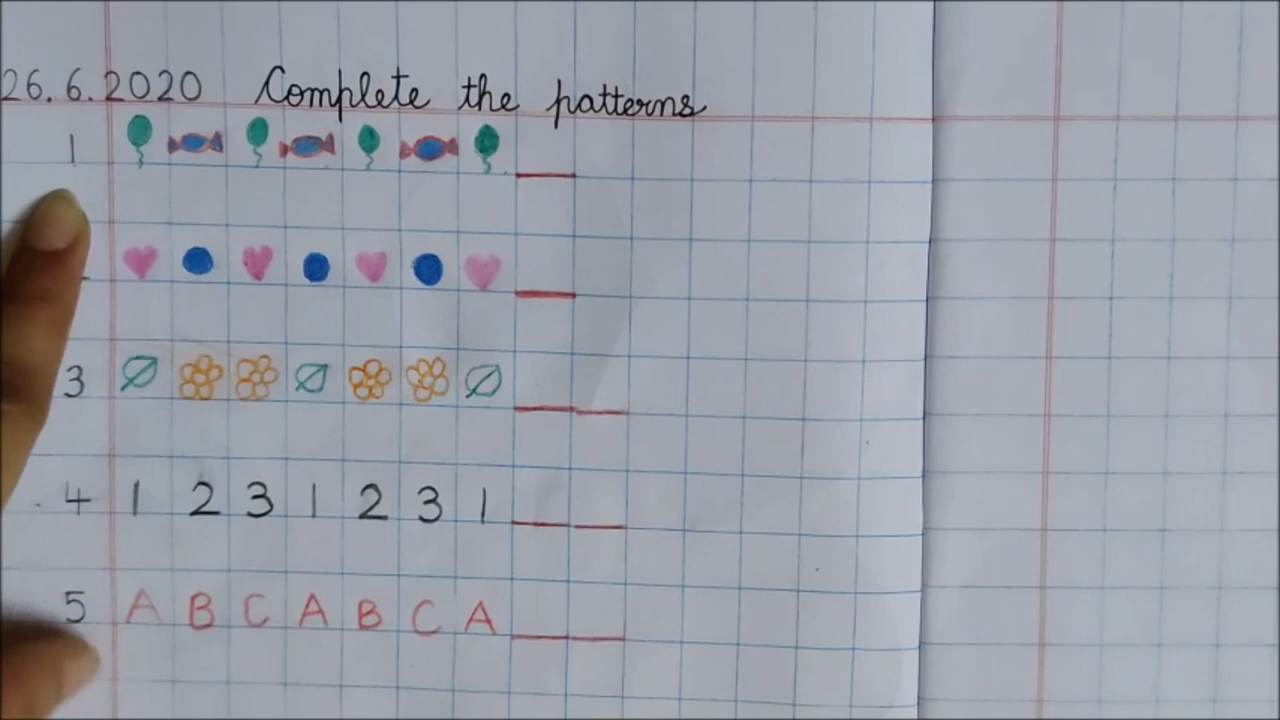 26.6.2020 Complete the patterns
1
3
4 1 2 3 1 2 3 1
5 A B C A B C A